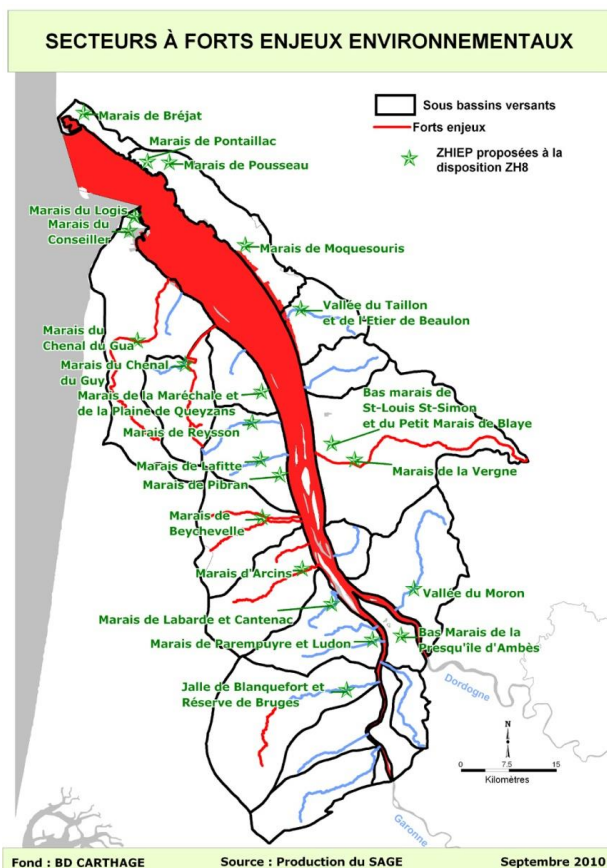 SECTEURS À FORTS ENJEUX ENVIRONNEMENTAUX
Sous bassins versants
Forts enjeux
ZHIEP proposées à la
disposition ZH8
Marais de Bréjat
Marais de Pontaillac
Marais de Pousseau
Marais du Logis
Marais du
Conseiller
Marais de Moquesouris
Vallée du Taillon
et de l'Etier de Beaulon
Marais du
Chenal du Gua
Marais du Chenal
du Guy
Marais de la Maréchale et
de la Plaine de Queyzans
Bas marais de
St-Louis St-Simon
et du Petit Marais de Blaye
Marais de Reysson
Marais de Lafitte
Marais de la Vergne
Marais de Pibran
Marais de
Beychevelle
Marais d'Arcins
Vallée du Moron
Marais de Labarde et Cantenac
Marais de Parempuyre et Ludon
Bas Marais de la
Presqu'île d'Ambès
Jalle de Blanquefort et
Réserve de Bruges
Dordogne
N
0 7.5 15
Kilomètres
Garonne
Fond : BD CARTHAGE Source : Production du SAGE Septembre 2010